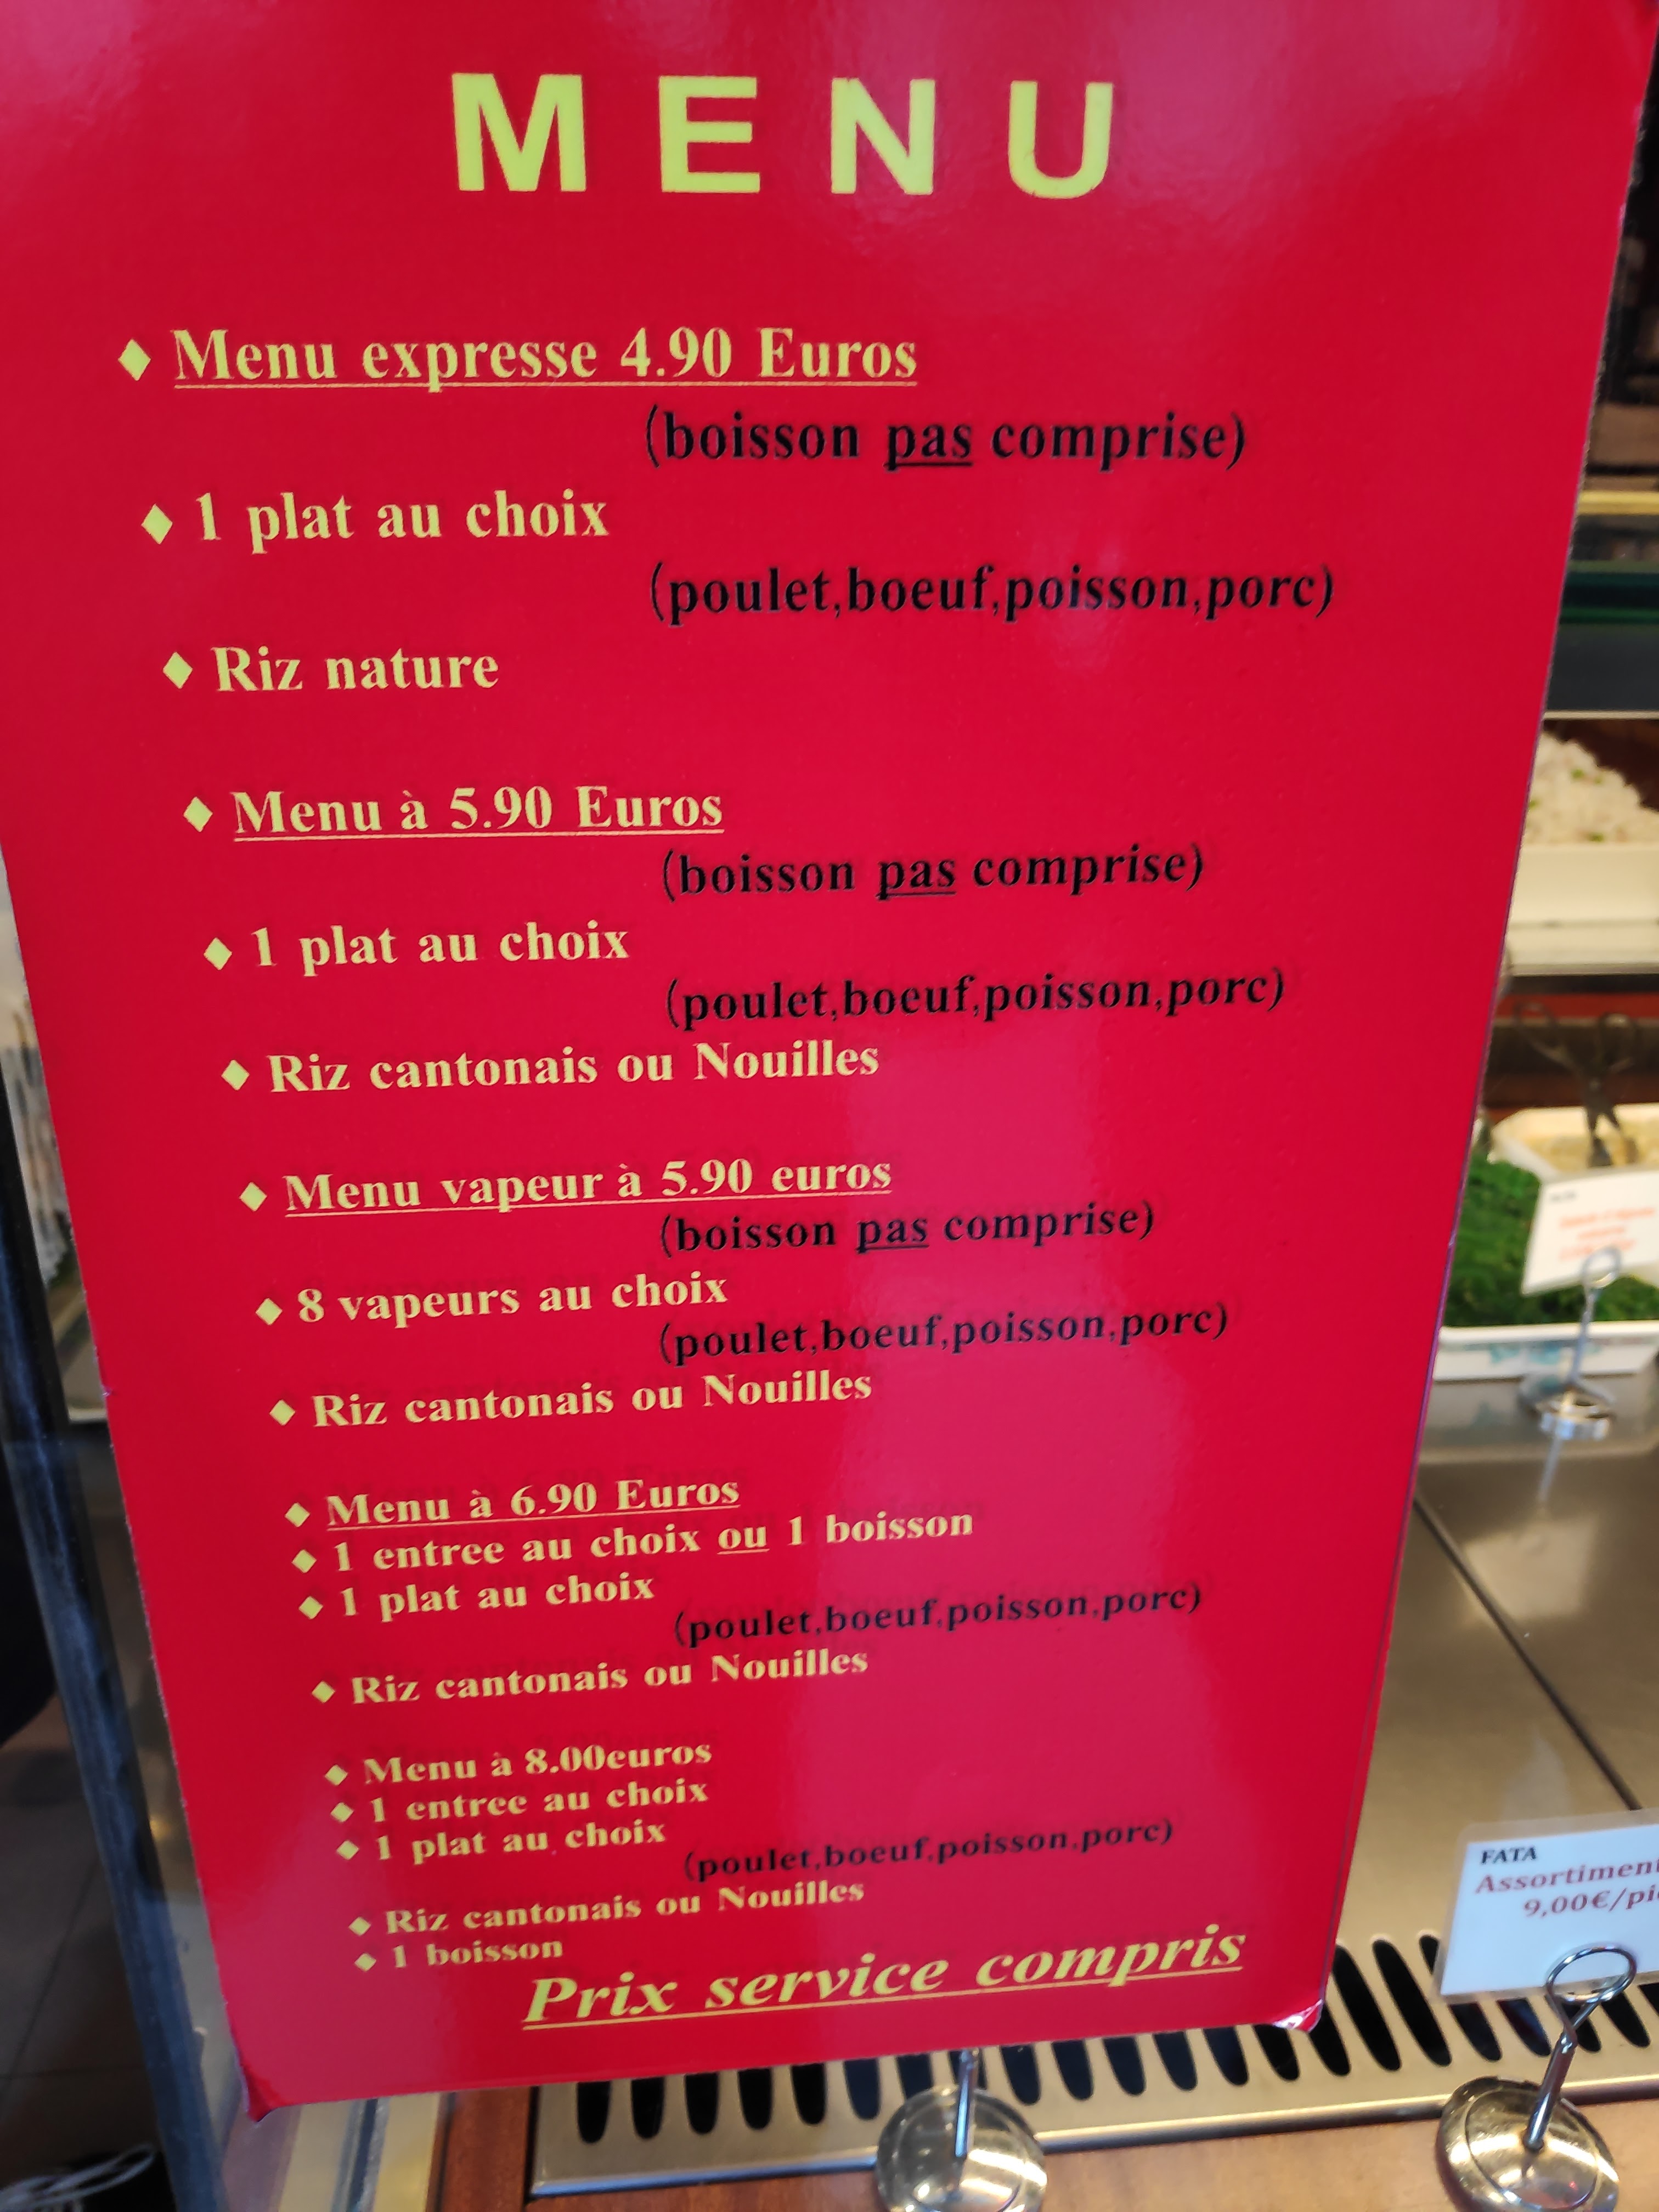 MENU
Menu expresse 4.90 Euros
(boisson pas comprise)
1 plat au choix
(poulet,boeuf,poisson,porc)
Riz nature
Menu à 5.90 Euros
(boisson pas comprise)
1 plat au choix
(poulet,boeuf,poisson,porc)
Riz cantonais ou Nouilles
Menu vapeur à 5.90 euros
(boisson pas comprise)
8 vapeurs au choix
(poulet,boeuf,poisson,porc)
Riz cantonais ou Nouilles
Menu à 6.90 Euros
1 entree au choix ou 1 boisson
1 plat au choix
(poulet,boeuf,poisson,porc)
Riz cantonais ou Nouilles
Menu à 8.00euros
1 entree au choix
1 plat au choix
(poulet,boeuf,poisson,porc)
Riz cantonais ou Nouilles
1 boisson
Prix service compris
FATA
Assortiment
9,00€/pi